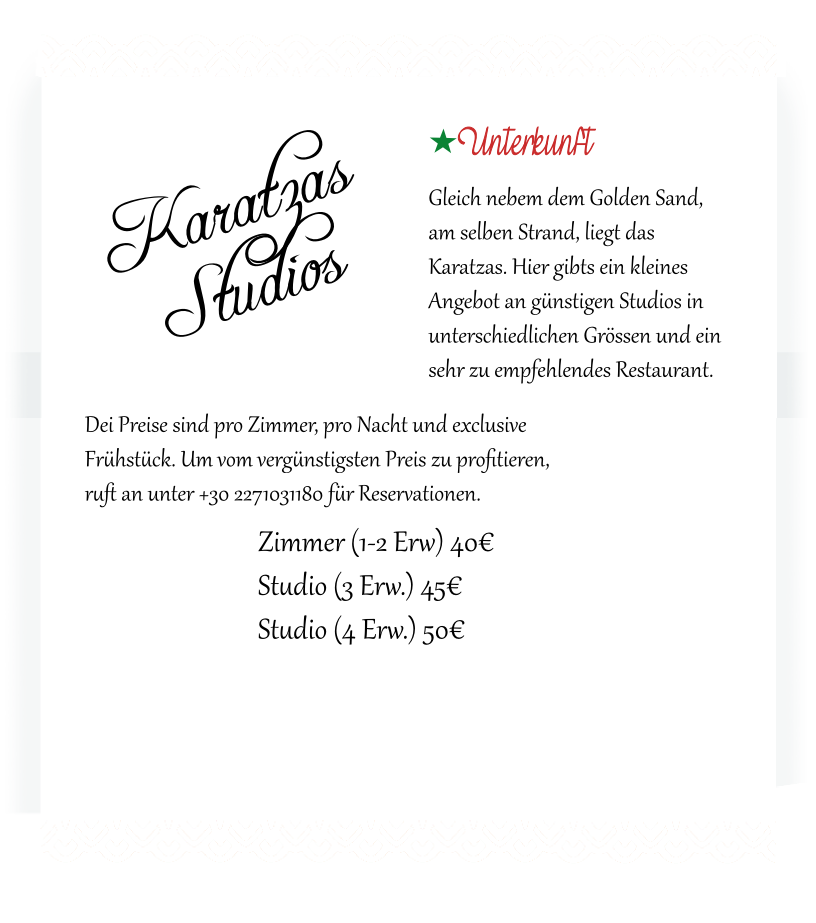 Karatzas
Studios
Unterkunft
Gleich nebem dem Golden Sand,
am selben Strand, liegt das
Karatzas. Hier gibts ein kleines
Angebot an günstigen Studios in
unterschiedlichen Grössen und ein
sehr zu empfehlendes Restaurant.
Dei Preise sind pro Zimmer, pro Nacht und exclusive
Frühstück. Um vom vergünstigsten Preis zu profitieren,
ruft an unter +30 2271031180 für Reservationen.
Zimmer (1-2 Erw) 40€
Studio (3 Erw.) 45€
Studio (4 Erw.) 50€